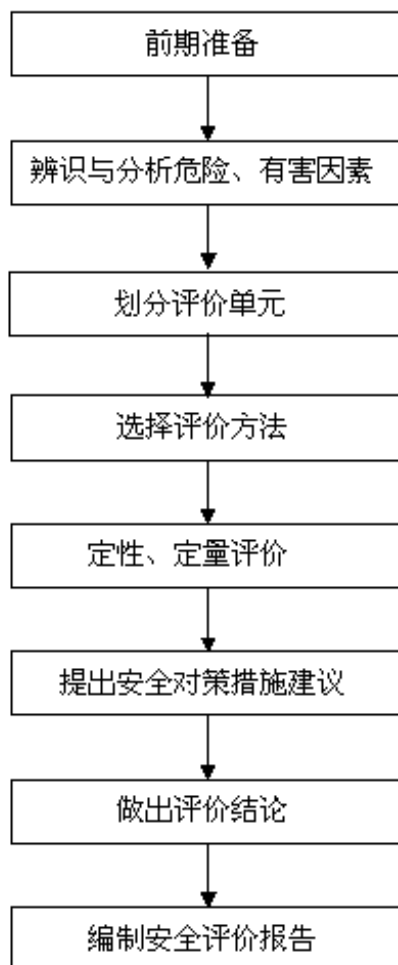 前期准备
辨识与分析危险、有害因素
划分评价单元
选择评价方法
定性、定量评价
提出安全对策措施建议
做出评价结论
编制安全评价报告